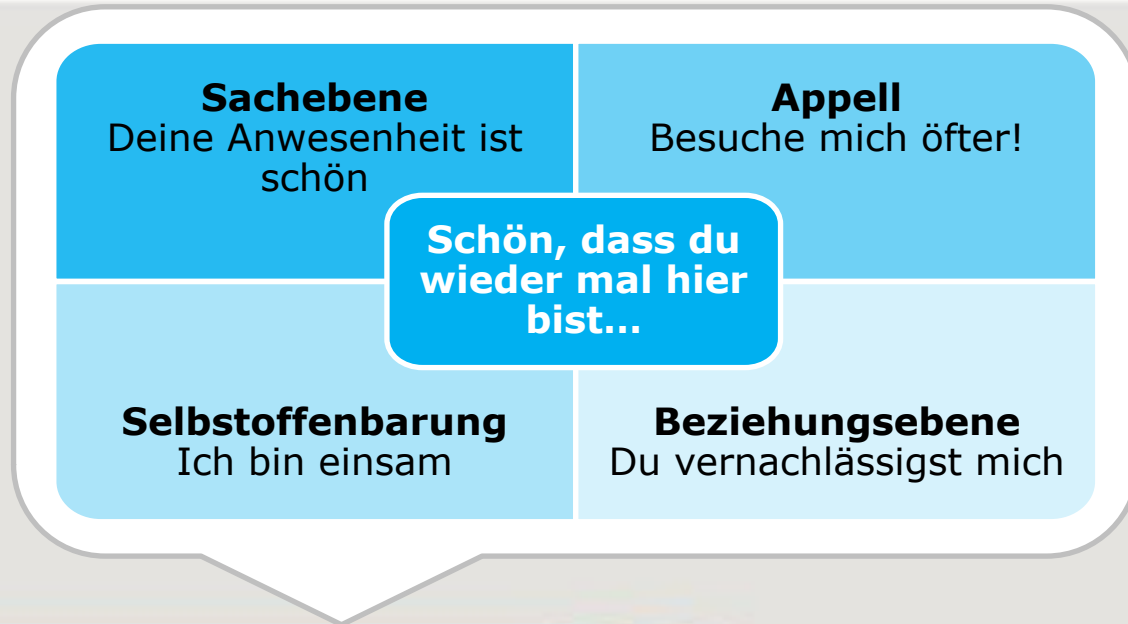 Sachebene
Deine Anwesenheit ist
schön
Appell
Besuche mich öfter!
Schön, dass du
wieder mal hier
bist...
Selbstoffenbarung
Ich bin einsam
Beziehungsebene
Du vernachlässigst mich